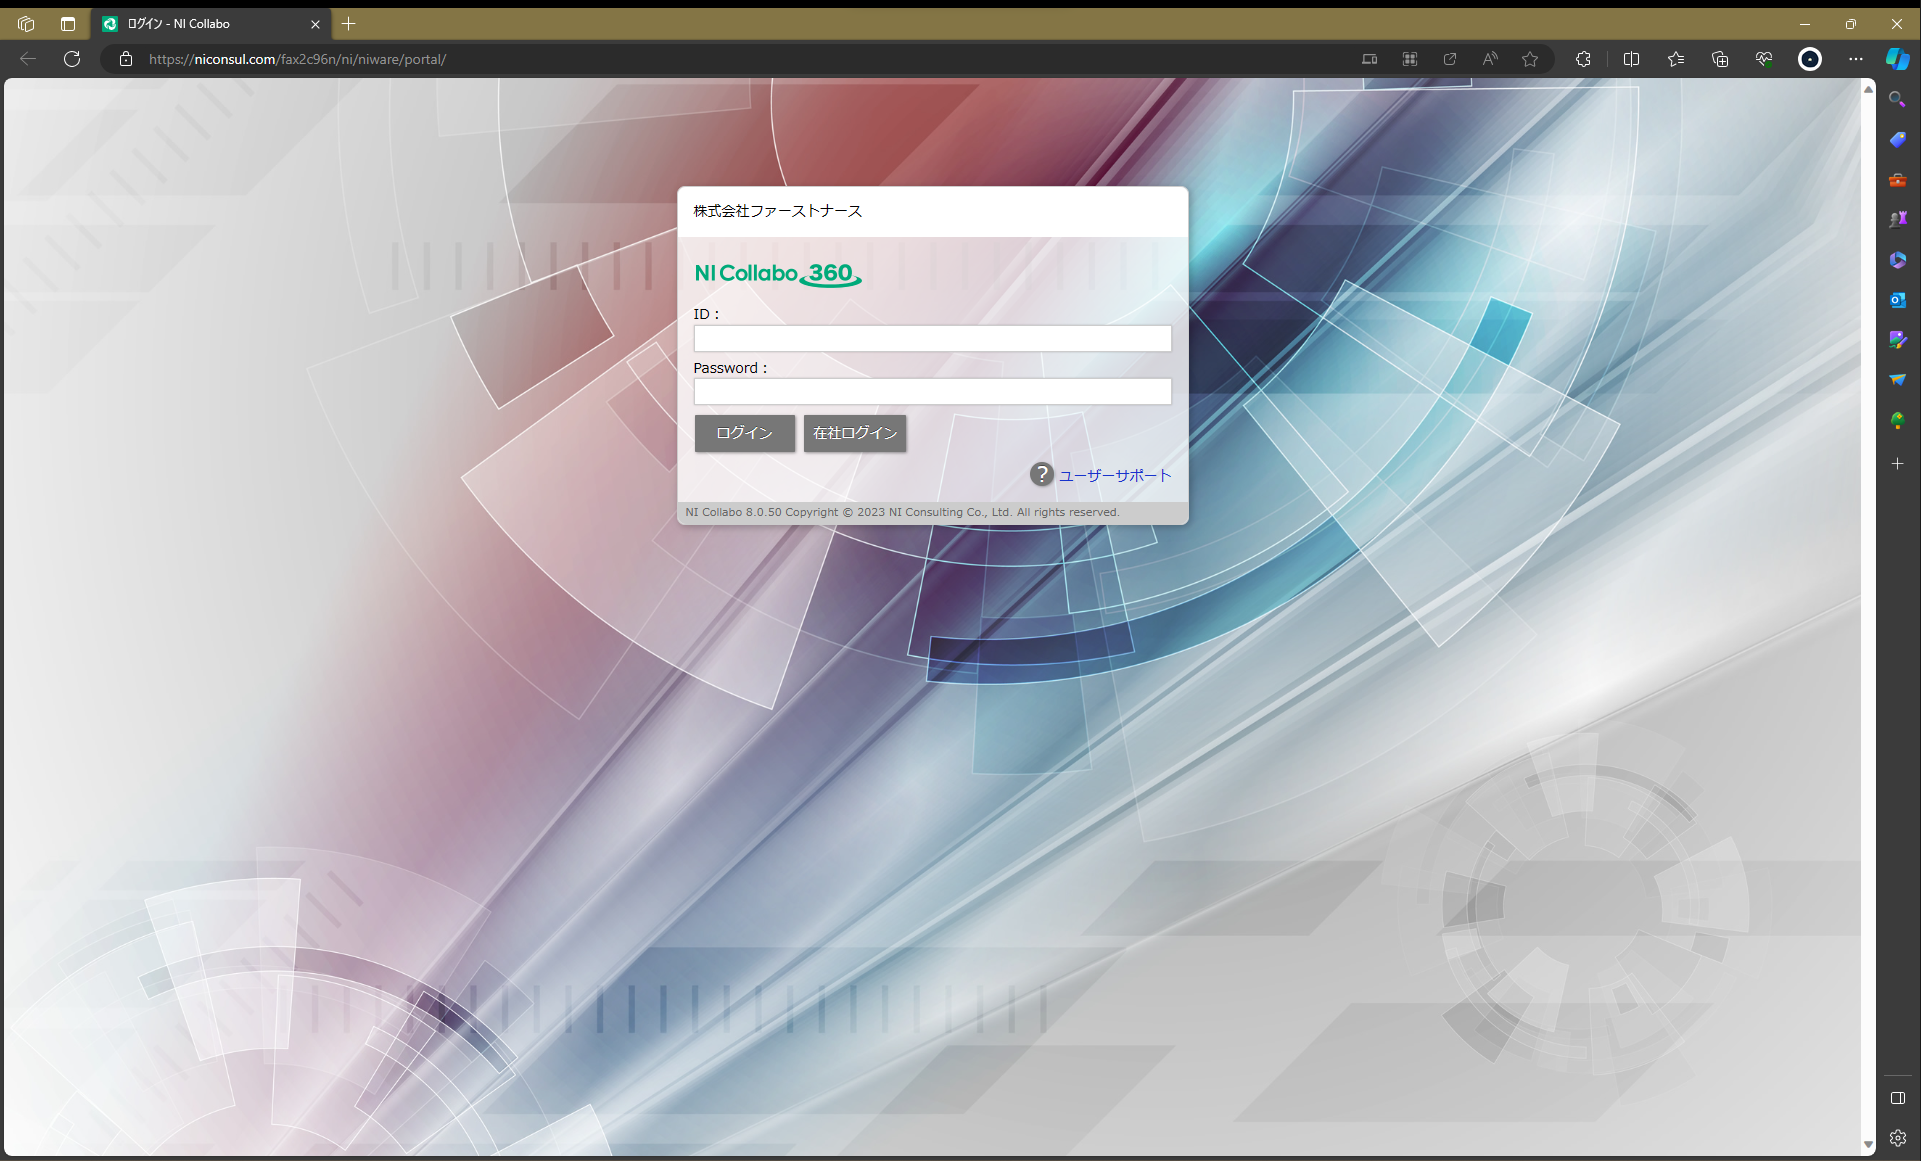 ログイン - NI Collabo
https://niconsul.com/fax2c96n/ni/niware/portal/
株式会社ファーストナース
NI Collabo 360
ID :
Password :
ログイン 在社ログイン
? ユーザーサポート
NI Collabo 8.0.50 Copyright © 2023 NI Consulting Co., Ltd. All rights reserved.